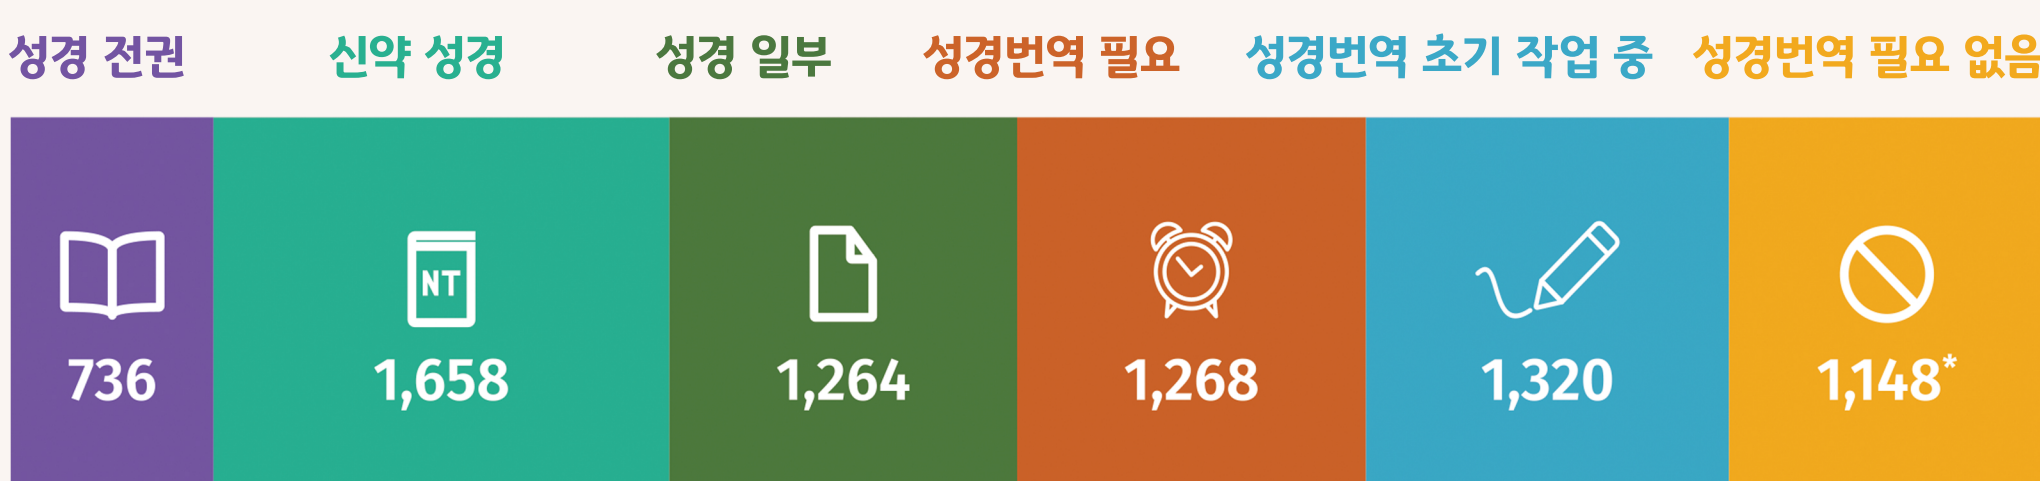 성경 전권 신약 성경 성경 일부 성경번역 필요 성경번역 초기 작업 중 성경번역 필요 없음
NT
736 1,658 1,264 1,268 1,320 1,148*